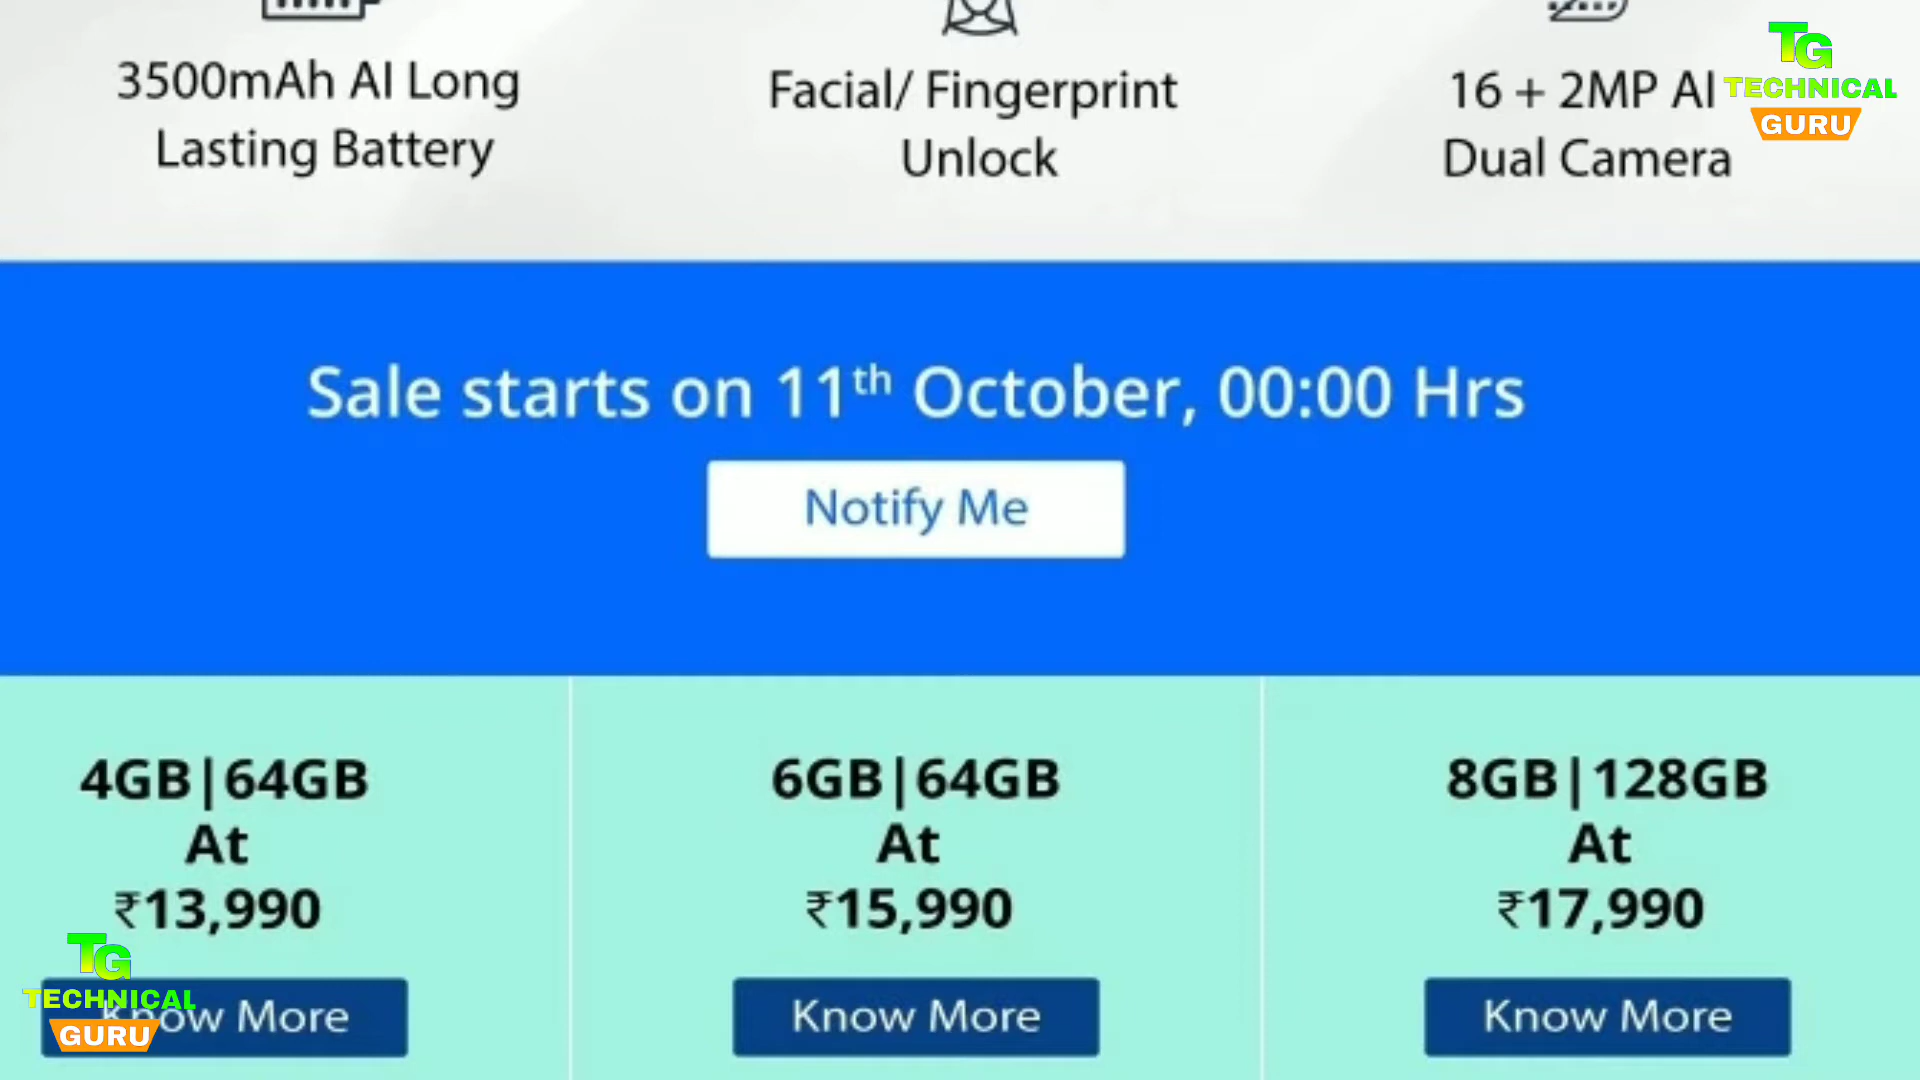 3500mAh AI Long
Lasting Battery
Facial/ Fingerprint
Unlock
16 + 2MP AI
Dual Camera
TG
TECHNICAL
GURU
Sale starts on 11th October, 00:00 Hrs
Notify Me
4GB|64GB
At
₹13,990
Know More
6GB|64GB
At
₹15,990
Know More
8GB|128GB
At
₹17,990
Know More
TG
TECHNICAL
GURU